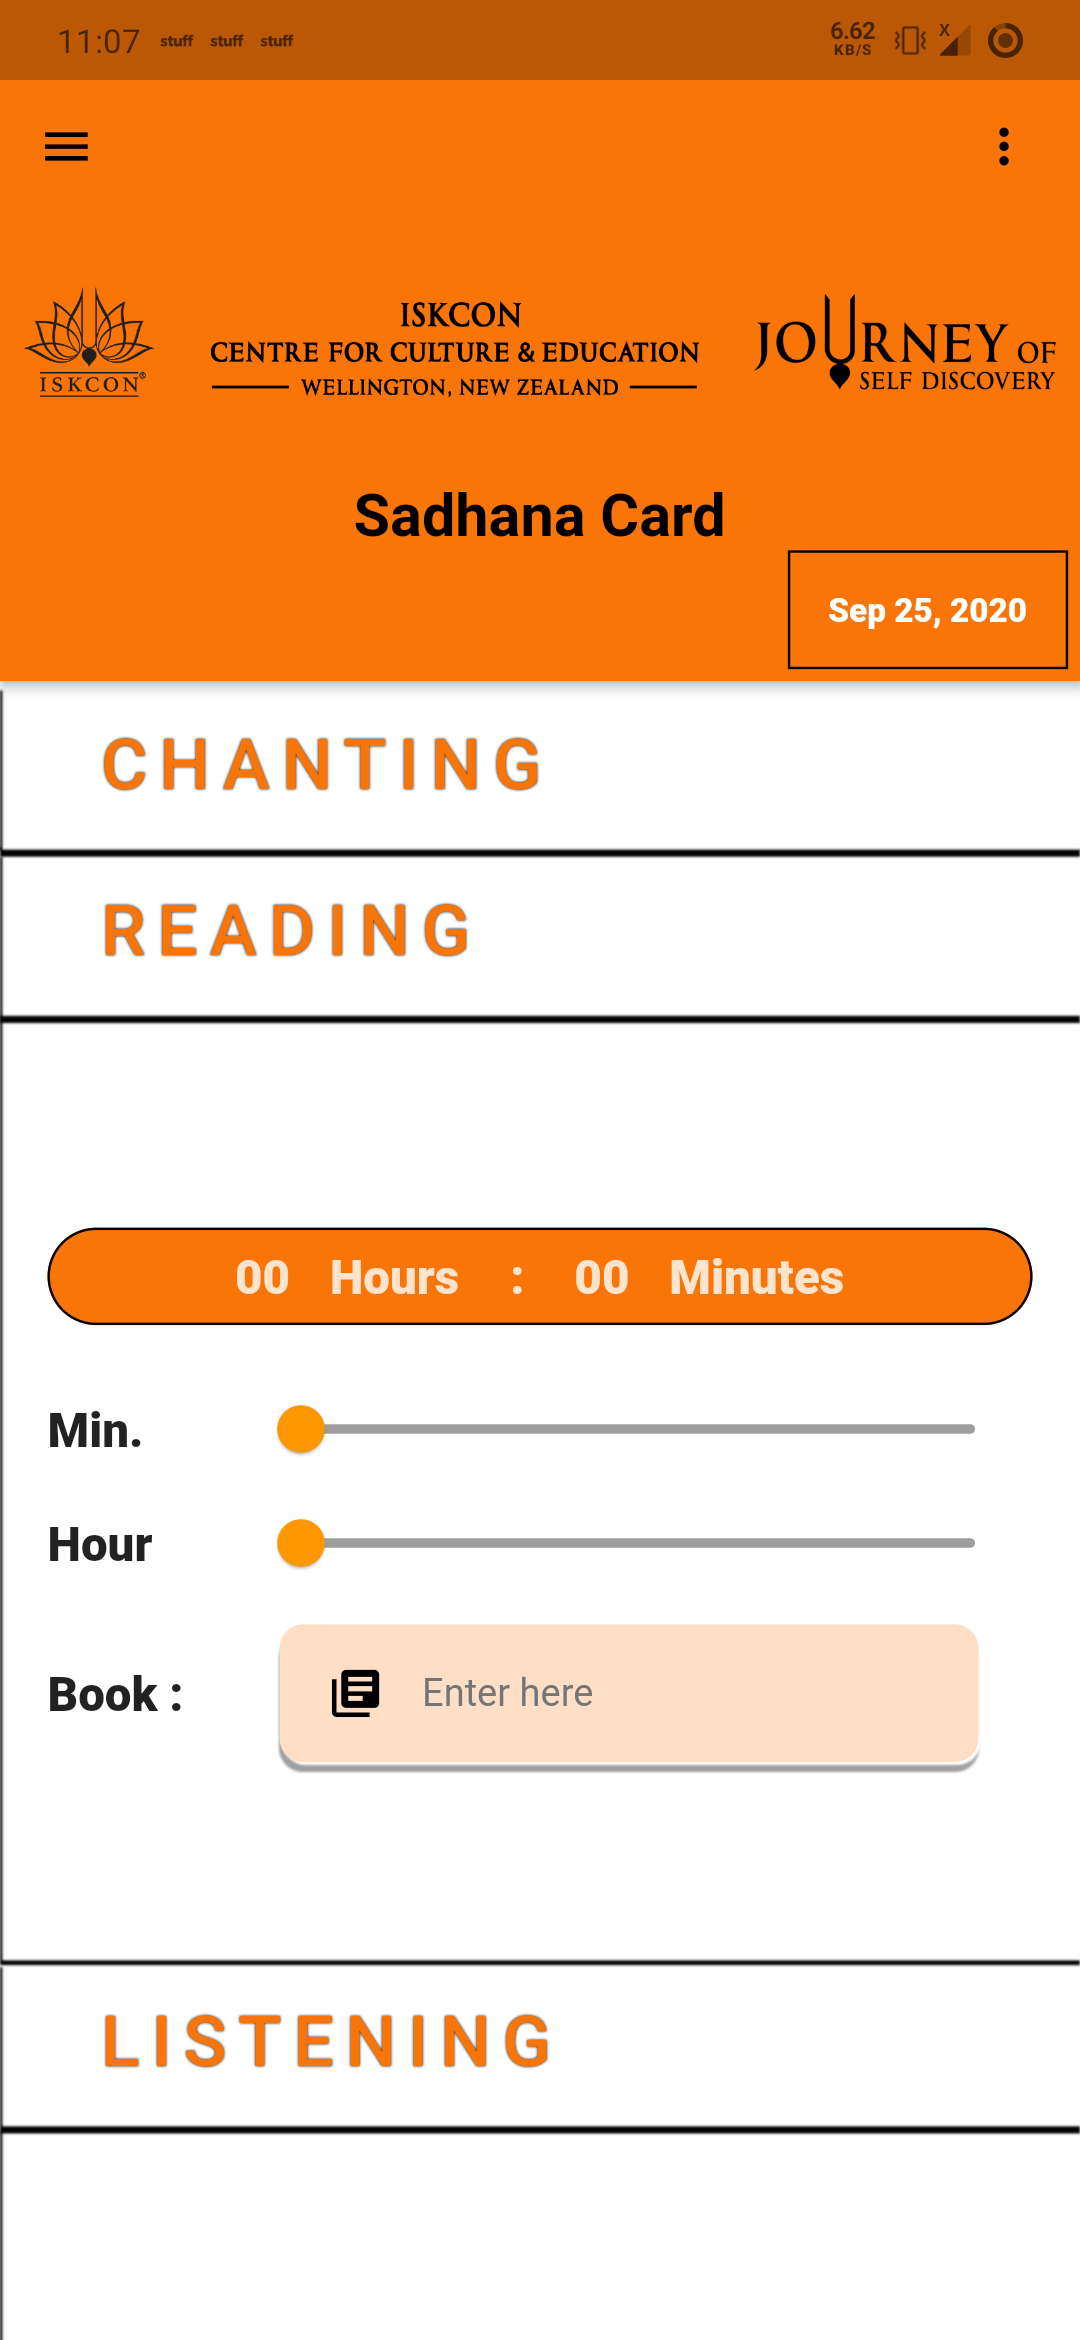 11:07 stuff stuff stuff 6.62 KB/S X
ISKCON®
ISKCON
CENTRE FOR CULTURE & EDUCATION
WELLINGTON, NEW ZEALAND
JOURNEY OF
SELF DISCOVERY
Sadhana Card
Sep 25, 2020
CHANTING
READING
00 Hours : 00 Minutes
Min.
Hour
Book : Enter here
LISTENING